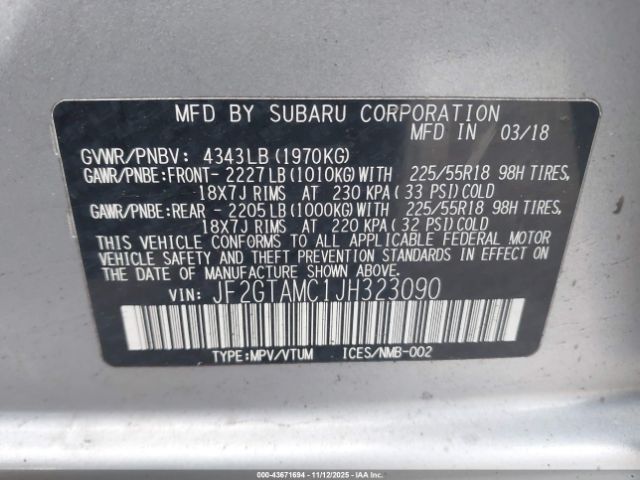 MFD BY SUBARU CORPORATION
MFD IN 03/18
GVWR/PNBV: 4343LB (1970KG)
GAWR/PNBE:FRONT- 2227LB (1010KG)WITH 225/55R18 98H TIRES,
18X7J RIMS AT 230 KPA (33 PSI)COLD
GAWR/PNBE:REAR - 2205LB (1000KG)WITH 225/55R18 98H TIRES,
18X7J RIMS AT 220 KPA (32 PSI)COLD
THIS VEHICLE CONFORMS TO ALL APPLICABLE FEDERAL MOTOR
VEHICLE SAFETY AND THEFT PREVENTION STANDARDS IN EFFECT ON
THE DATE OF MANUFACTURE SHOWN ABOVE.
VIN: JF2GTAMC1JH323090
TYPE:MPV/VTUM ICES/NMB-002
000-43671694 - 11/12/2025 - IAAI.COM